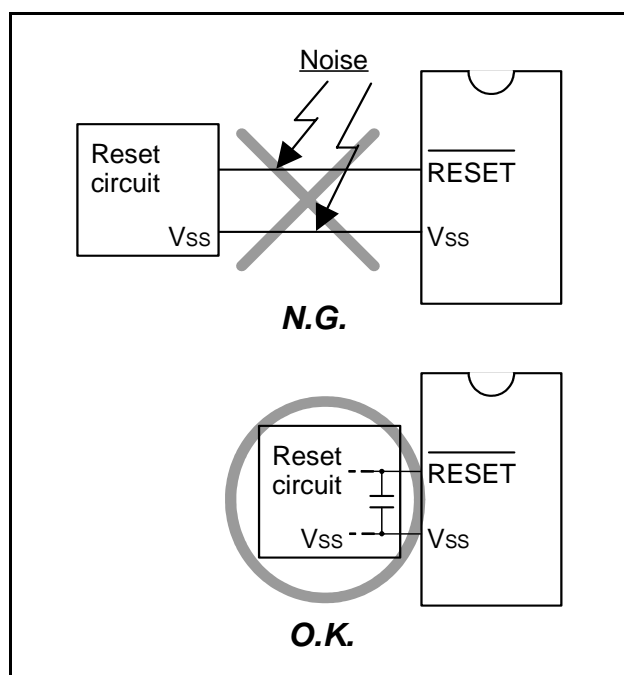 Noise
Reset
circuit
RESET
Vss
Vss
N.G.
Reset
circuit
RESET
Vss
Vss
O.K.